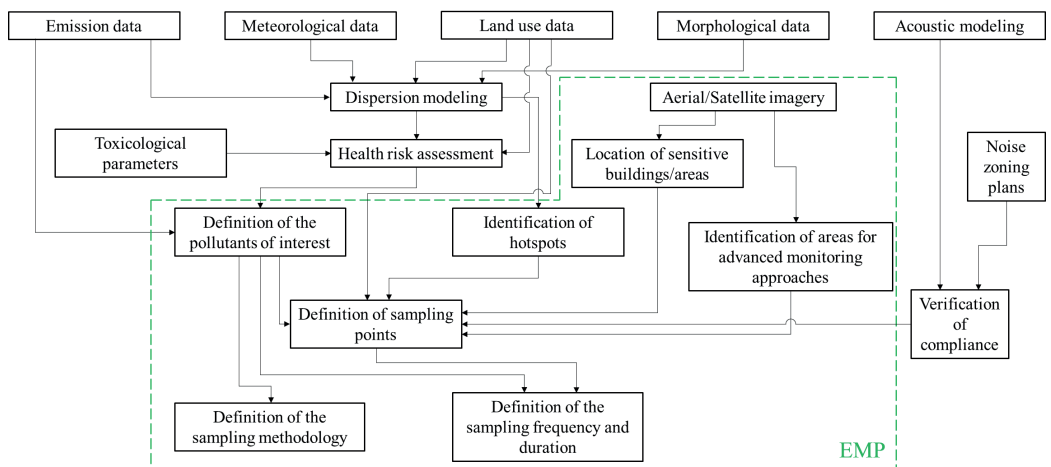 Emission data
Meteorological data
Land use data
Morphological data
Acoustic modeling
Dispersion modeling
Aerial/Satellite imagery
Toxicological
parameters
Health risk assessment
Location of sensitive
buildings/areas
Noise
zoning
plans
Definition of the
pollutants of interest
Identification of
hotspots
Identification of areas for
advanced monitoring
approaches
Definition of sampling
points
Verification
of
compliance
Definition of the
sampling methodology
Definition of the
sampling frequency and
duration
EMP